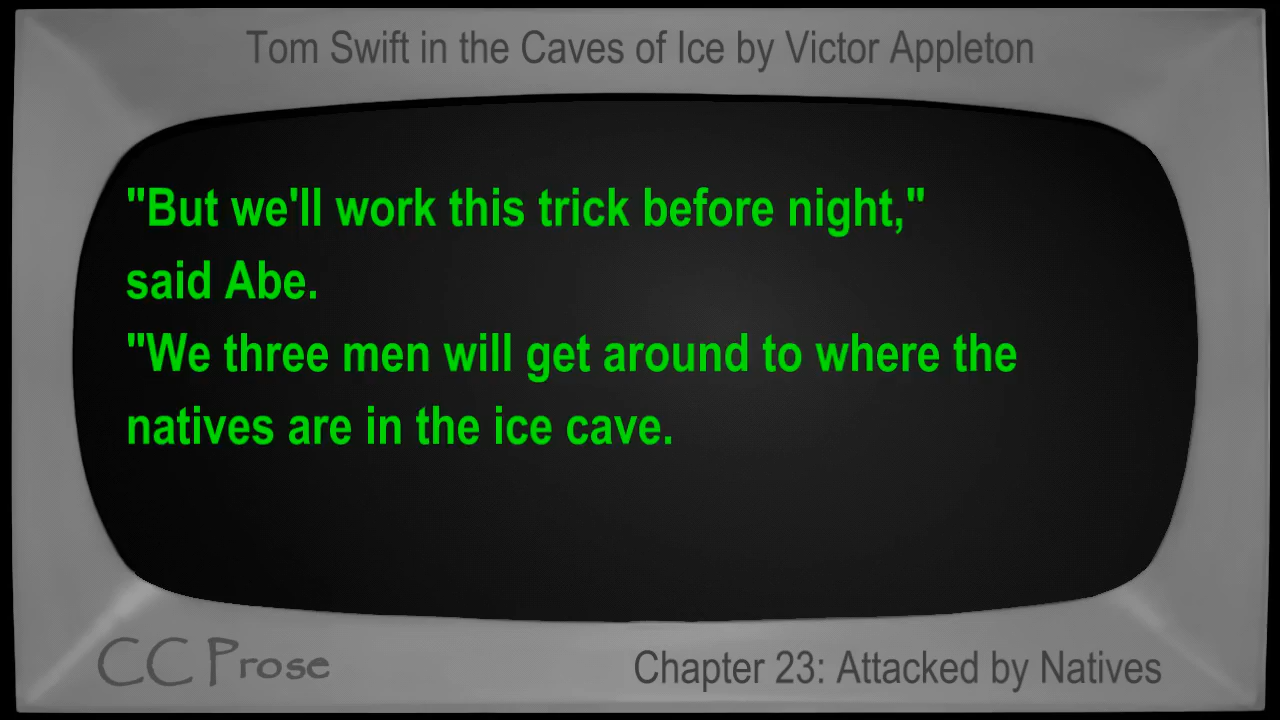 Tom Swift in the Caves of Ice by Victor Appleton
"But we'll work this trick before night,"
said Abe.
"We three men will get around to where the
natives are in the ice cave.
CC Prose
Chapter 23: Attacked by Natives